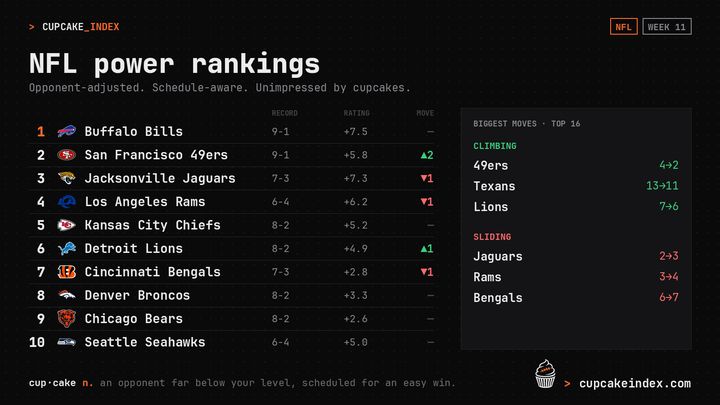 > CUPCAKE_INDEX
NFL WEEK 11
NFL power rankings
Opponent-adjusted. Schedule-aware. Unimpressed by cupcakes.
RECORD RATING MOVE
1 Buffalo Bills 9-1 +7.5 —
2 San Francisco 49ers 9-1 +5.8 ▲2
3 Jacksonville Jaguars 7-3 +7.3 ▼1
4 Los Angeles Rams 6-4 +6.2 ▼1
5 Kansas City Chiefs 8-2 +5.2 —
6 Detroit Lions 8-2 +4.9 ▲1
7 Cincinnati Bengals 7-3 +2.8 ▼1
8 Denver Broncos 8-2 +3.3 —
9 Chicago Bears 8-2 +2.6 —
10 Seattle Seahawks 6-4 +5.0 —
BIGGEST MOVES · TOP 16
CLIMBING
49ers 4→2
Texans 13→11
Lions 7→6
SLIDING
Jaguars 2→3
Rams 3→4
Bengals 6→7
cup·cake n. an opponent far below your level, scheduled for an easy win.
> cupcakeindex.com